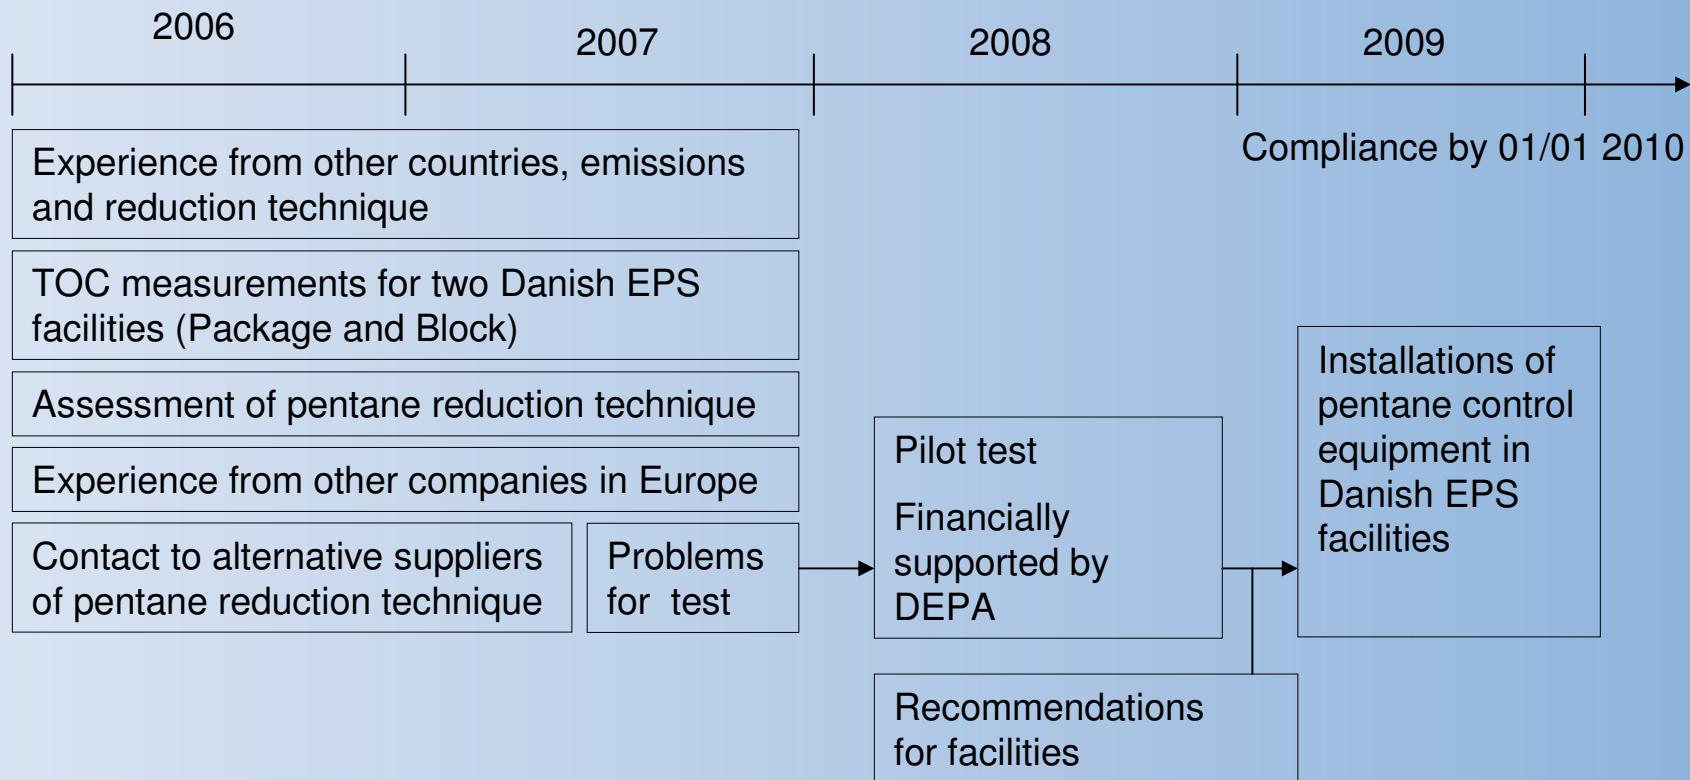 2006
2007
2008
2009
Compliance by 01/01 2010
Experience from other countries, emissions
and reduction technique
TOC measurements for two Danish EPS
facilities (Package and Block)
Assessment of pentane reduction technique
Experience from other companies in Europe
Contact to alternative suppliers
of pentane reduction technique
Problems
for test
Pilot test
Financially
supported by
DEPA
Recommendations
for facilities
Installations of
pentane control
equipment in
Danish EPS
facilities